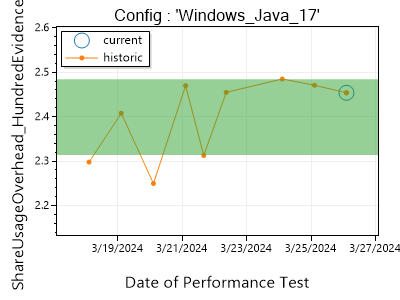 Config : 'Windows_Java_17'
ShareUsageOverhead_HundredEvidence
current
historic
2.6
2.5
2.4
2.3
2.2
3/19/2024 3/21/2024 3/23/2024 3/25/2024 3/27/2024
Date of Performance Test